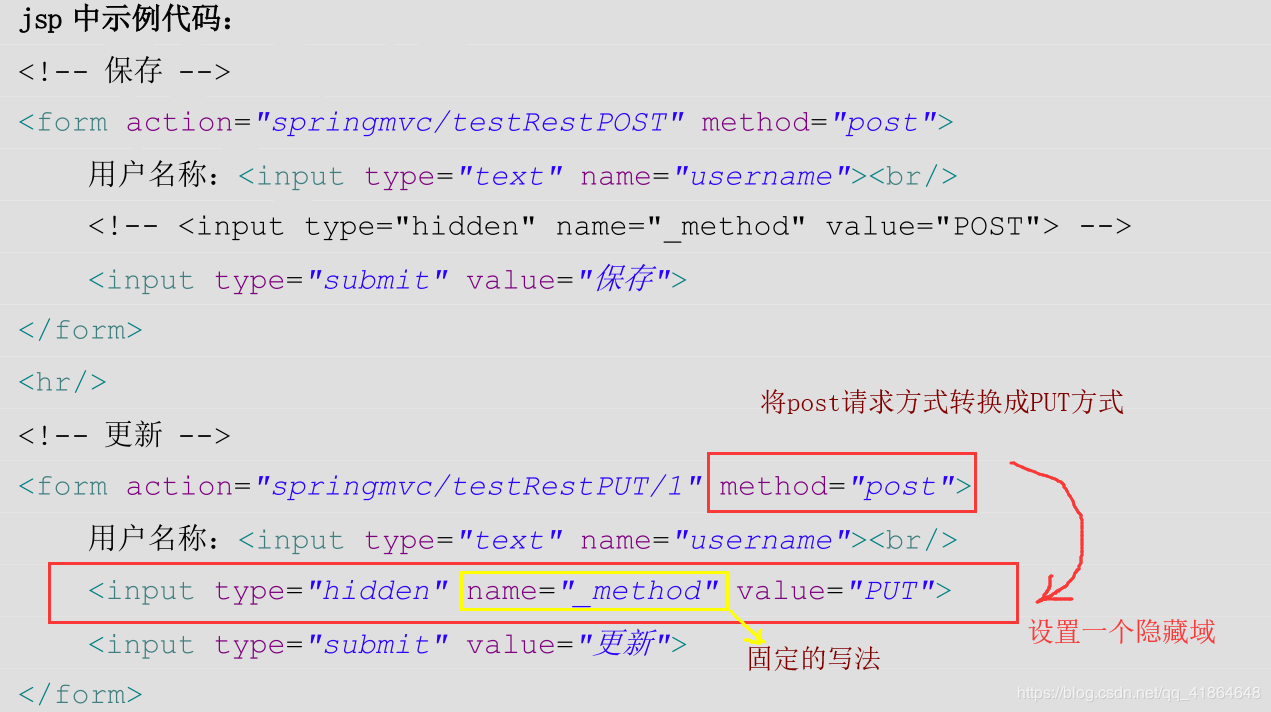 jsp 中示例代码：
<!-- 保存 -->
<form action="springmvc/testRestPOST" method="post">
用户名称：<input type="text" name="username"><br/>
<!-- <input type="hidden" name="_method" value="POST"> -->
<input type="submit" value="保存">
</form>
<hr/>
将post请求方式转换成PUT方式
<!-- 更新 -->
<form action="springmvc/testRestPUT/1" method="post">
用户名称：<input type="text" name="username"><br/>
<input type="hidden" name="_method" value="PUT">
设置一个隐藏域
<input type="submit" value="更新">
固定的写法
</form>
https://blog.csdn.net/qq_41864648